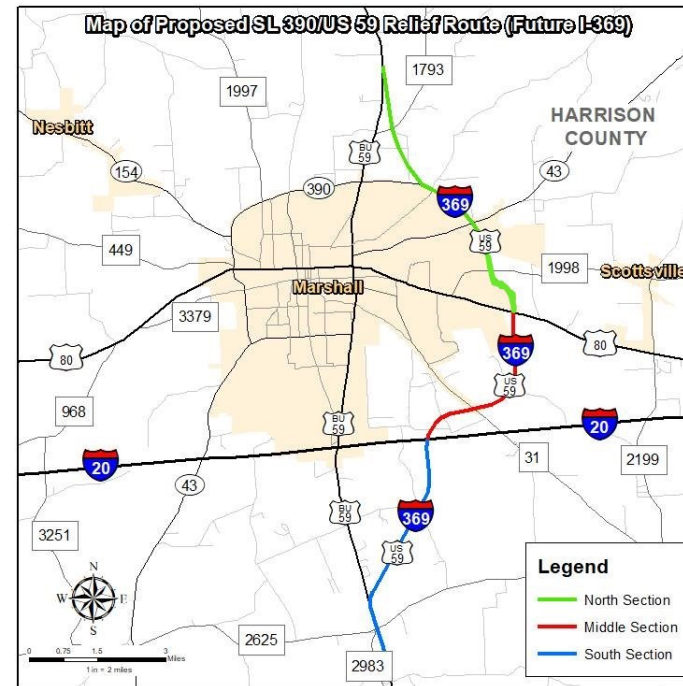 Map of Proposed SL 390/US 59 Relief Route (Future I-369)
1793
1997
HARRISON
COUNTY
Nesbitt
BU
59
154
390
43
369
US
59
449
1998
Scottsville
Marshall
3379
80
369
80
US
59
968
BU
59
20
31
20
2199
43
BU
59
369
3251
US
59
Legend
North Section
Middle Section
South Section
N
W
E
S
2625
2983
0
0.75
1.5
3
Miles
1 in = 2 miles